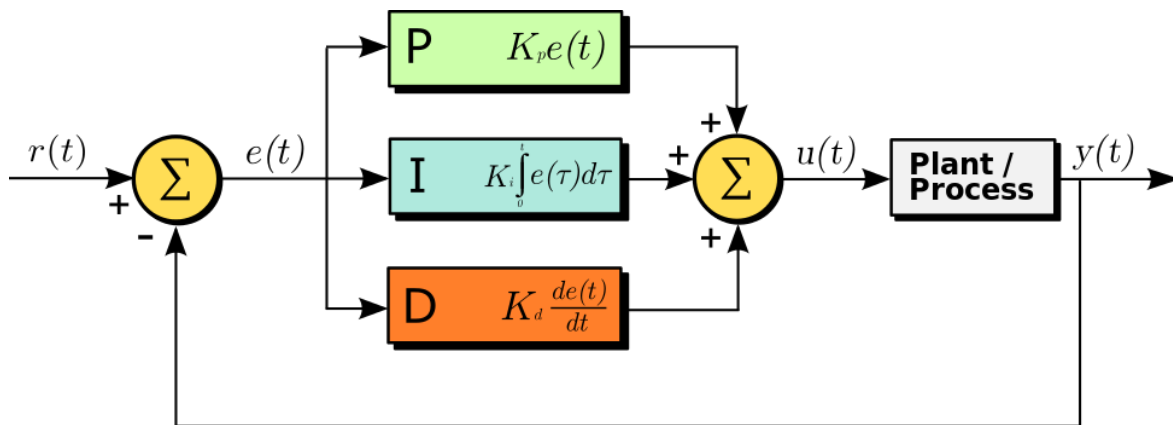 P K_p e(t)
r(t)
+
-
Σ
e(t)
I K_i ∫_0^t e(τ)dτ
+
+
+
Σ
u(t)
Plant /
Process
y(t)
D K_d de(t)/dt